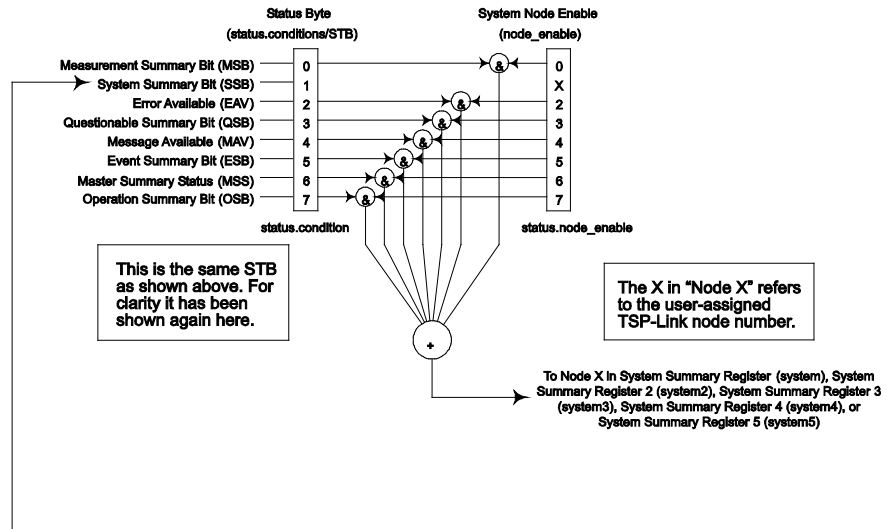 Status Byte
(status.conditions/STB)
System Node Enable
(node_enable)
Measurement Summary Bit (MSB)
0
&
0
System Summary Bit (SSB)
1
X
Error Available (EAV)
2
&
2
Questionable Summary Bit (QSB)
3
&
3
Message Available (MAV)
4
&
4
Event Summary Bit (ESB)
5
&
5
Master Summary Status (MSS)
6
&
6
Operation Summary Bit (OSB)
7
&
7
status.condition
status.node_enable
This is the same STB
as shown above. For
clarity it has been
shown again here.
The X in “Node X” refers
to the user-assigned
TSP-Link node number.
+
To Node X in System Summary Register (system), System
Summary Register 2 (system2), System Summary Register 3
(system3), System Summary Register 4 (system4), or
System Summary Register 5 (system5)